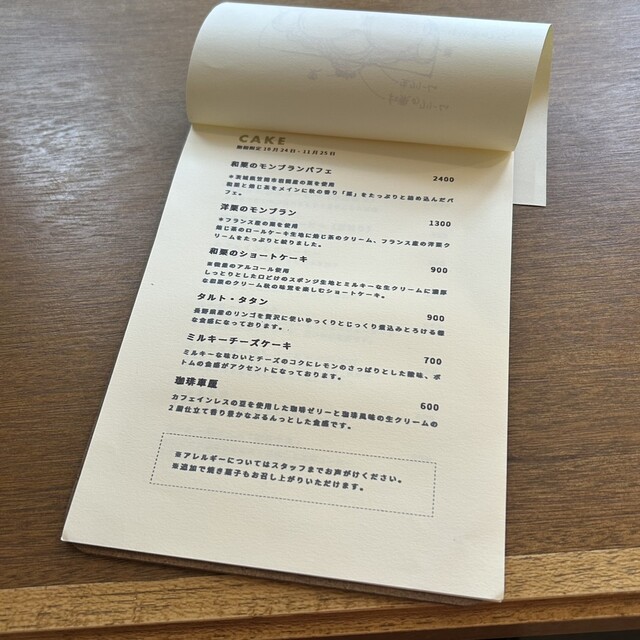 CAKE
期間限定 10月24日-11月25日
和栗のモンブランパフェ 2400
※茨城県笠間市岩間産の栗を使用
和栗と焙じ茶をメインに秋の香り「栗」をたっぷりと詰め込んだパ
フェ。
洋栗のモンブラン 1300
※フランス産の栗を使用
焙じ茶のロールケーキ生地に焙じ茶のクリーム、フランス産の洋栗ク
リームをたっぷりと絞りました。
和栗のショートケーキ 900
アルコール使用
しっとりとした口どけのスポンジ生地とミルキーな生クリームに濃厚
な和栗のクリーム秋の味覚を楽しむショートケーキ。
タルト・タタン 900
長野県産のリンゴを贅沢に使いゆっくりとじっくり煮込みとろける様
な食感になっております。
ミルキーチーズケーキ 700
ミルキーな味わいとチーズのコクにレモンのさっぱりとした酸味、ボ
トムの食感がアクセントになっております。
珈琲車厘 600
カフェインレスの豆を使用した珈琲ゼリーと珈琲風味の生クリームの
2層仕立て香り豊かなぷるんっとした食感です。
※アレルギーについてはスタッフまでお声がけください。
※追加で焼き菓子もお召し上がりいただけます。